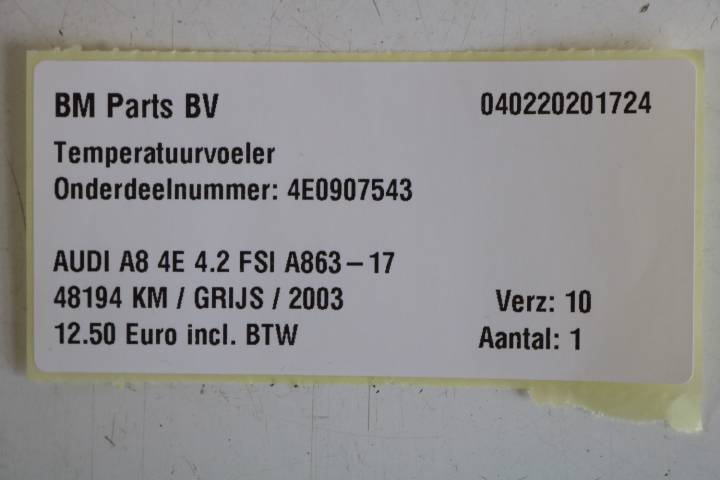 BM Parts BV 040220201724
Temperatuurvoeler
Onderdeelnummer: 4E0907543
AUDI A8 4E 4.2 FSI A863-17
48194 KM / GRIJS / 2003 Verz: 10
12.50 Euro incl. BTW Aantal: 1